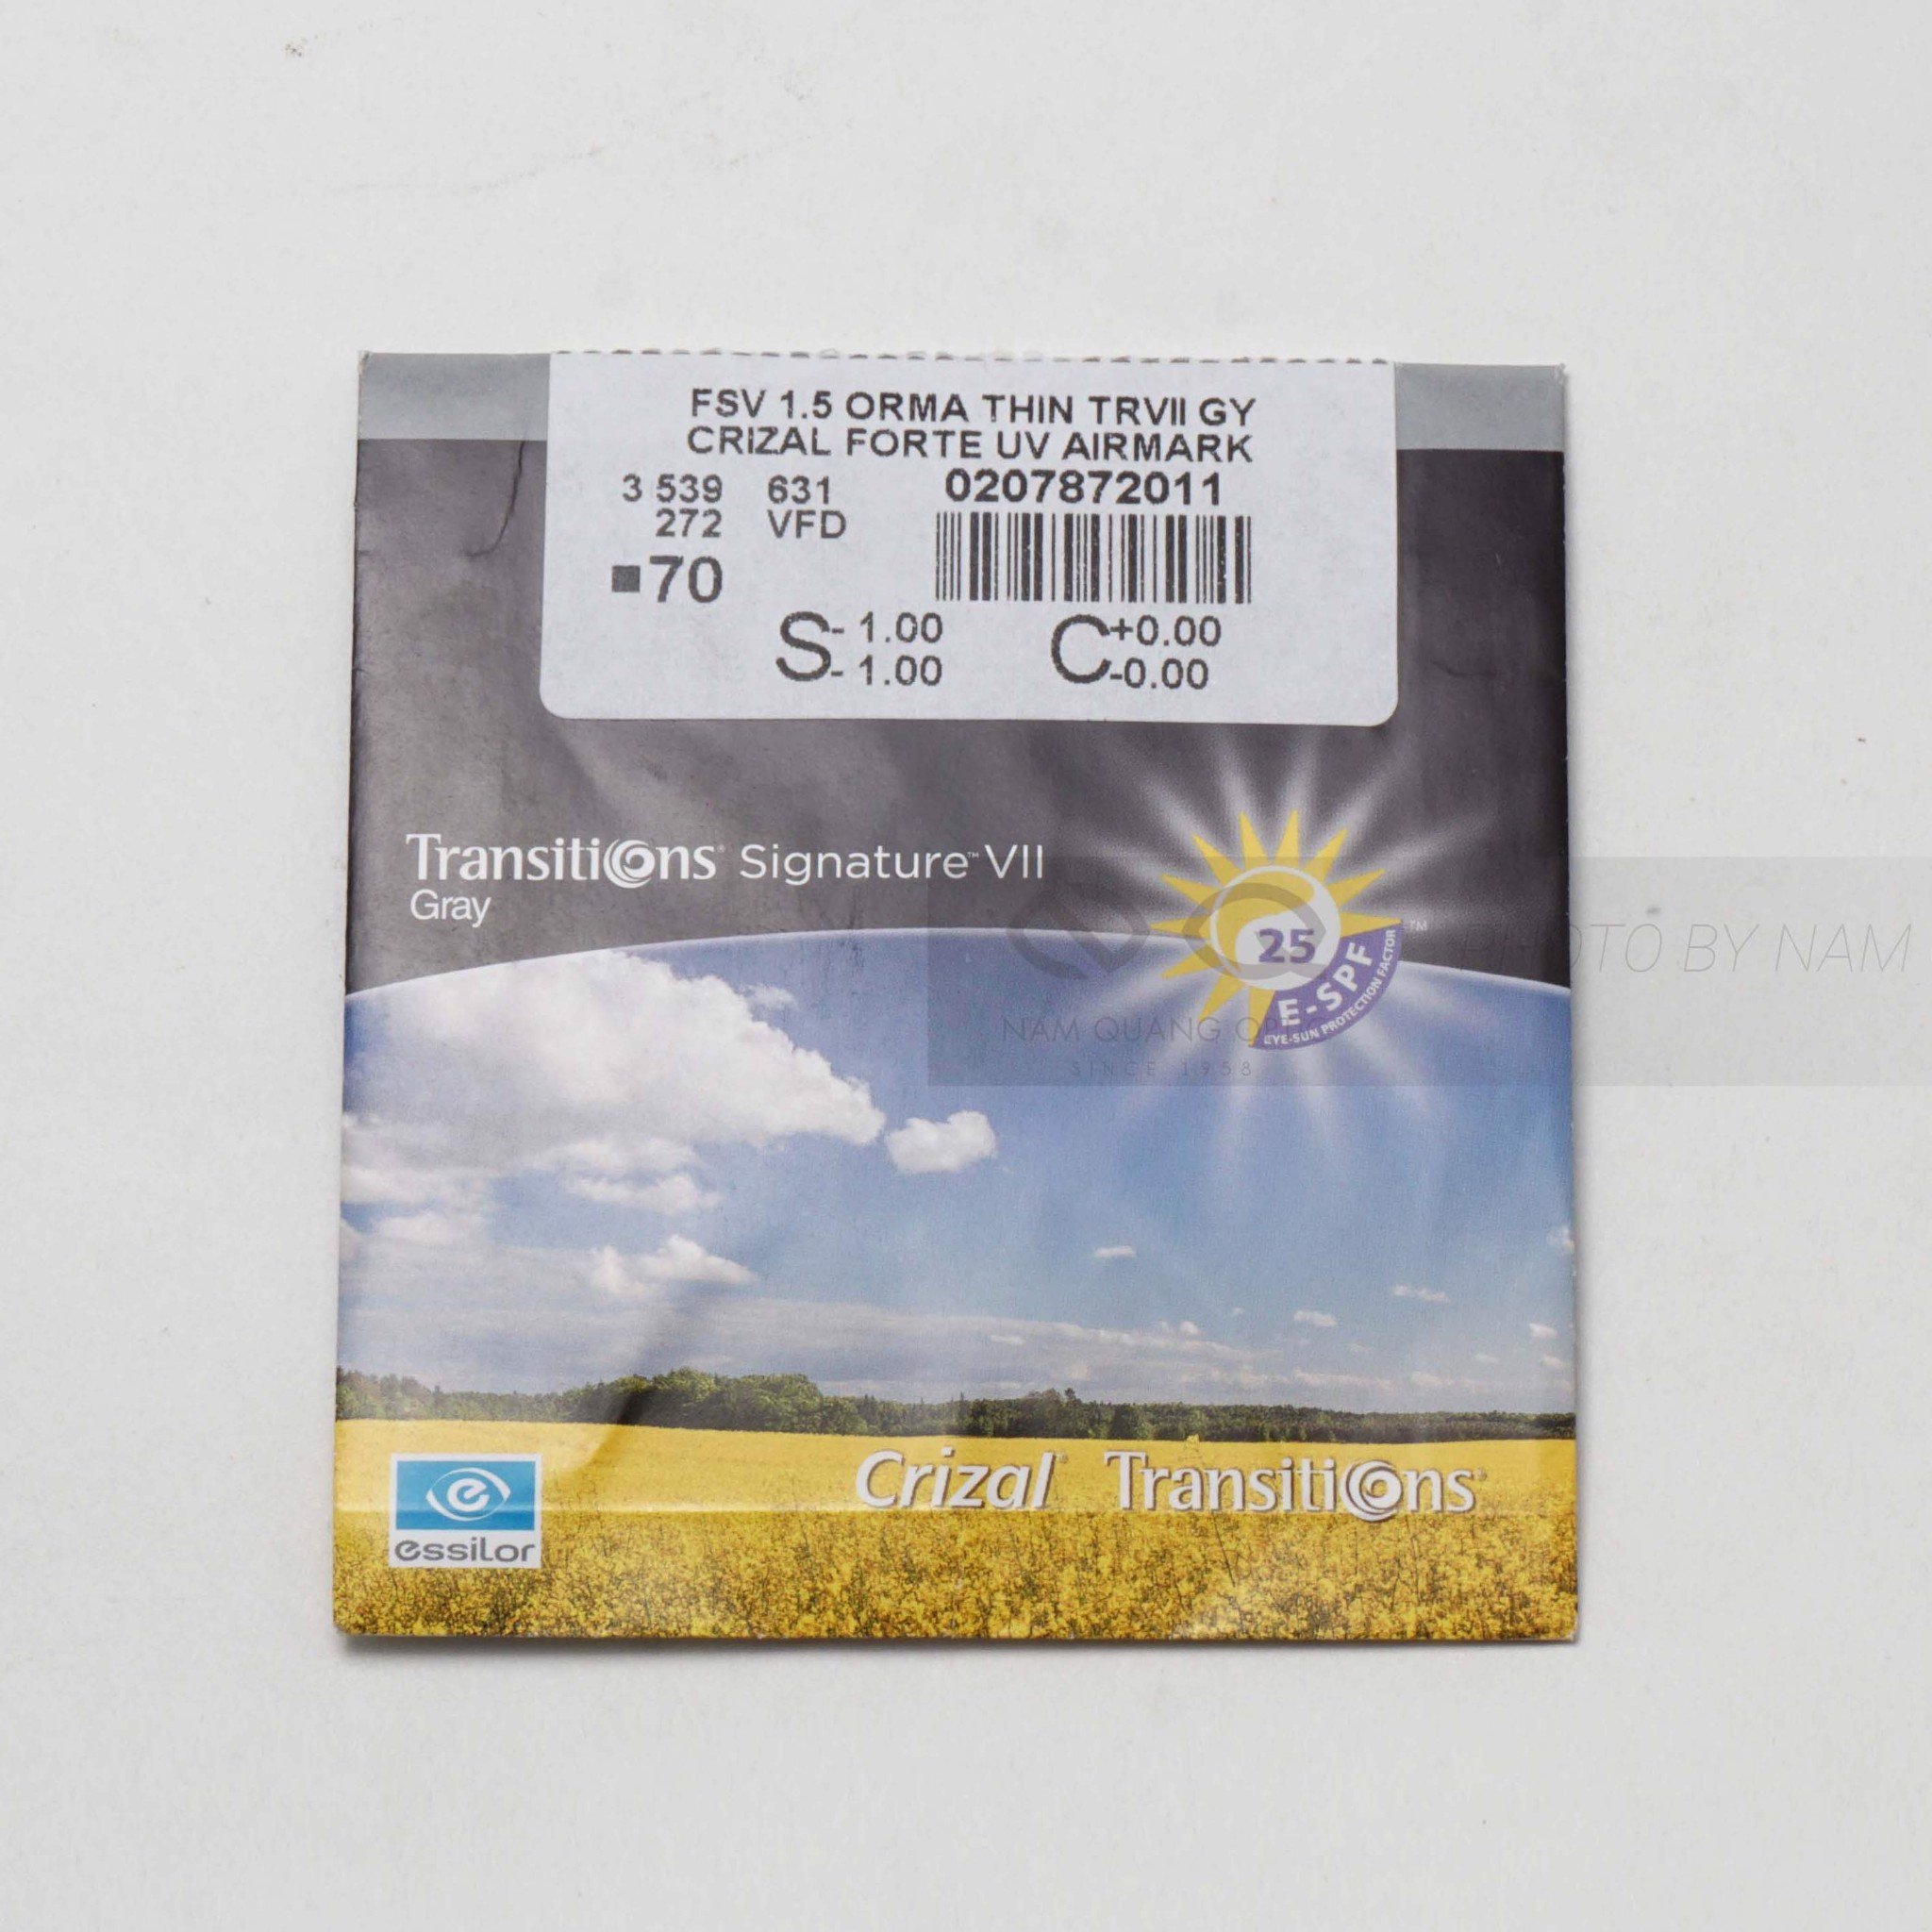 FSV 1.5 ORMA THIN TRVII GY
CRIZAL FORTE UV AIRMARK
3 539 631 0207872011
272 VFD
■70
S - 1.00 C +0.00
- 1.00 -0.00
Transitions® Signature™ VII
Gray
25
E-SPF™
EYE-SUN PROTECTION FACTOR
PHOTO BY NAM
NAM QUANG
SINCE 1958
Crizal® Transitions®
e
essilor